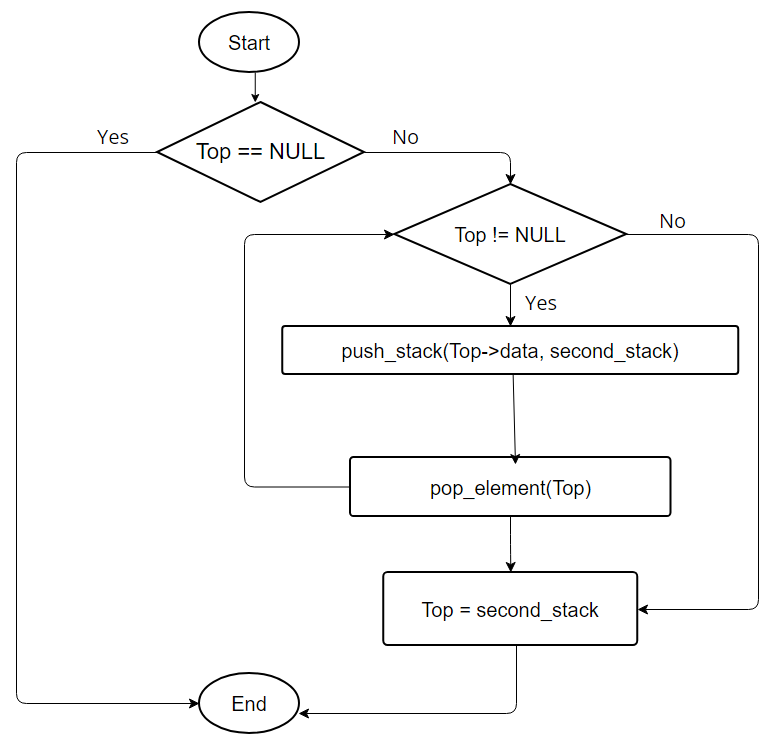 Start
Yes
Top == NULL
No
Top != NULL
No
Yes
push_stack(Top->data, second_stack)
pop_element(Top)
Top = second_stack
End